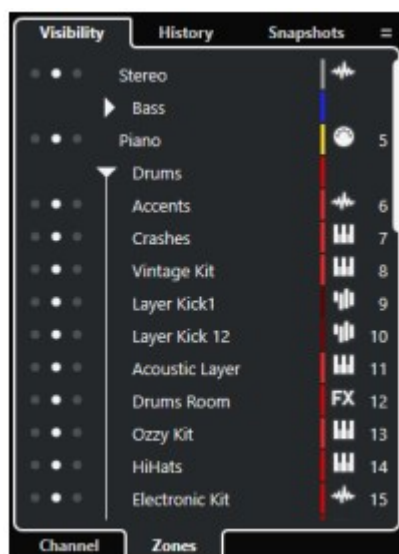 Visibility History Snapshots
Stereo
Bass
Piano 5
Drums
Accents 6
Crashes 7
Vintage Kit 8
Layer Kick1 9
Layer Kick 12 10
Acoustic Layer 11
Drums Room FX 12
Ozzy Kit 13
HiHats 14
Electronic Kit 15
Channel Zones